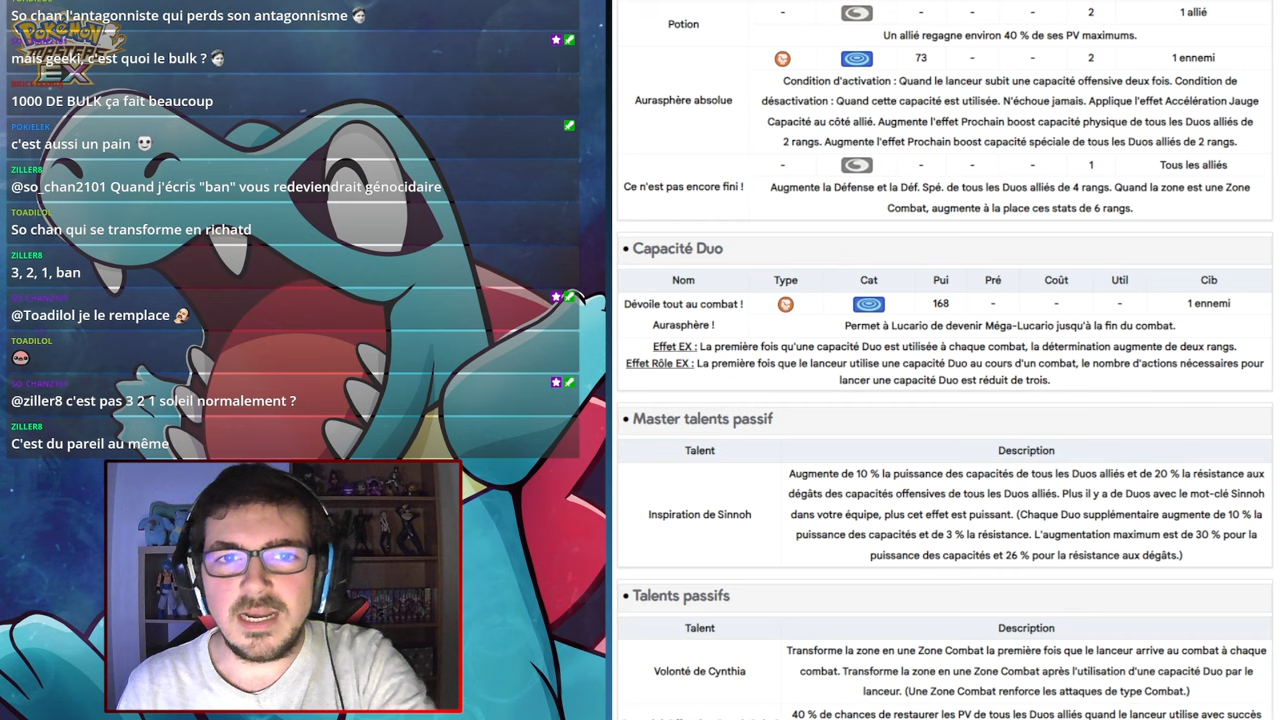 So chan l'antagonniste qui perds son antagonnisme
POKéMON
MASTERS
EX
mais geeki, c'est quoi le bulk ?
1000 DE BULK ça fait beaucoup
POKJELEK
c'est aussi un pain
ZILLER8
@so_chan2101 Quand j'écris "ban" vous redeviendrait génocidaire
TOADILOL
So chan qui se transforme en richatd
ZILLER8
3, 2, 1, ban
SO_CHAN2101
@Toadilol je le remplace
TOADILOL
SO_CHAN2101
@ziller8 c'est pas 3 2 1 soleil normalement ?
ZILLER8
C'est du pareil au même
Potion
- - - - 2 1 allié
Un allié regagne environ 40 % de ses PV maximums.
73 - - 2 1 ennemi
Aurasphère absolue
Condition d'activation : Quand le lanceur subit une capacité offensive deux fois. Condition de
désactivation : Quand cette capacité est utilisée. N'échoue jamais. Applique l'effet Accélération Jauge
Capacité au côté allié. Augmente l'effet Prochain boost capacité physique de tous les Duos alliés de
2 rangs. Augmente l'effet Prochain boost capacité spéciale de tous les Duos alliés de 2 rangs.
- - - - 1 Tous les alliés
Ce n'est pas encore fini !
Augmente la Défense et la Déf. Spé. de tous les Duos alliés de 4 rangs. Quand la zone est une Zone
Combat, augmente à la place ces stats de 6 rangs.
• Capacité Duo
Nom Type Cat Pui Pré Coût Util Cib
Dévoile tout au combat ! 168 - - - 1 ennemi
Aurasphère ! Permet à Lucario de devenir Méga-Lucario jusqu'à la fin du combat.
Effet EX : La première fois qu'une capacité Duo est utilisée à chaque combat, la détermination augmente de deux rangs.
Effet Rôle EX : La première fois que le lanceur utilise une capacité Duo au cours d'un combat, le nombre d'actions nécessaires pour
lancer une capacité Duo est réduit de trois.
• Master talents passif
Talent Description
Inspiration de Sinnoh
Augmente de 10 % la puissance des capacités de tous les Duos alliés et de 20 % la résistance aux
dégâts des capacités offensives de tous les Duos alliés. Plus il y a de Duos avec le mot-clé Sinnoh
dans votre équipe, plus cet effet est puissant. (Chaque Duo supplémentaire augmente de 10 % la
puissance des capacités et de 3 % la résistance. L'augmentation maximum est de 30 % pour la
puissance des capacités et 26 % pour la résistance aux dégâts.)
• Talents passifs
Talent Description
Volonté de Cynthia
Transforme la zone en une Zone Combat la première fois que le lanceur arrive au combat à chaque
combat. Transforme la zone en une Zone Combat après l'utilisation d'une capacité Duo par le
lanceur. (Une Zone Combat renforce les attaques de type Combat.)
40 % de chances de restaurer les PV de tous les Duos alliés quand le lanceur utilise avec succès